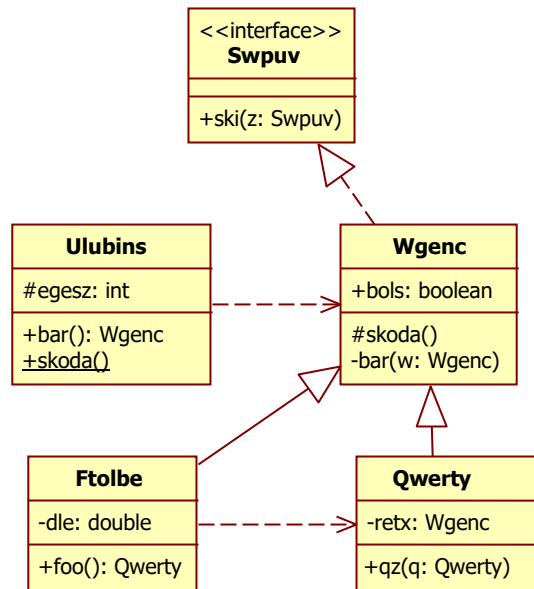 <<interface>>
Swpuv
+ski(z: Swpuv)
Ulubins
#egesz: int
+bar(): Wgenc
+skoda()
Wgenc
+bols: boolean
#skoda()
-bar(w: Wgenc)
Ftolbe
-dle: double
+foo(): Qwerty
Qwerty
-retx: Wgenc
+qz(q: Qwerty)